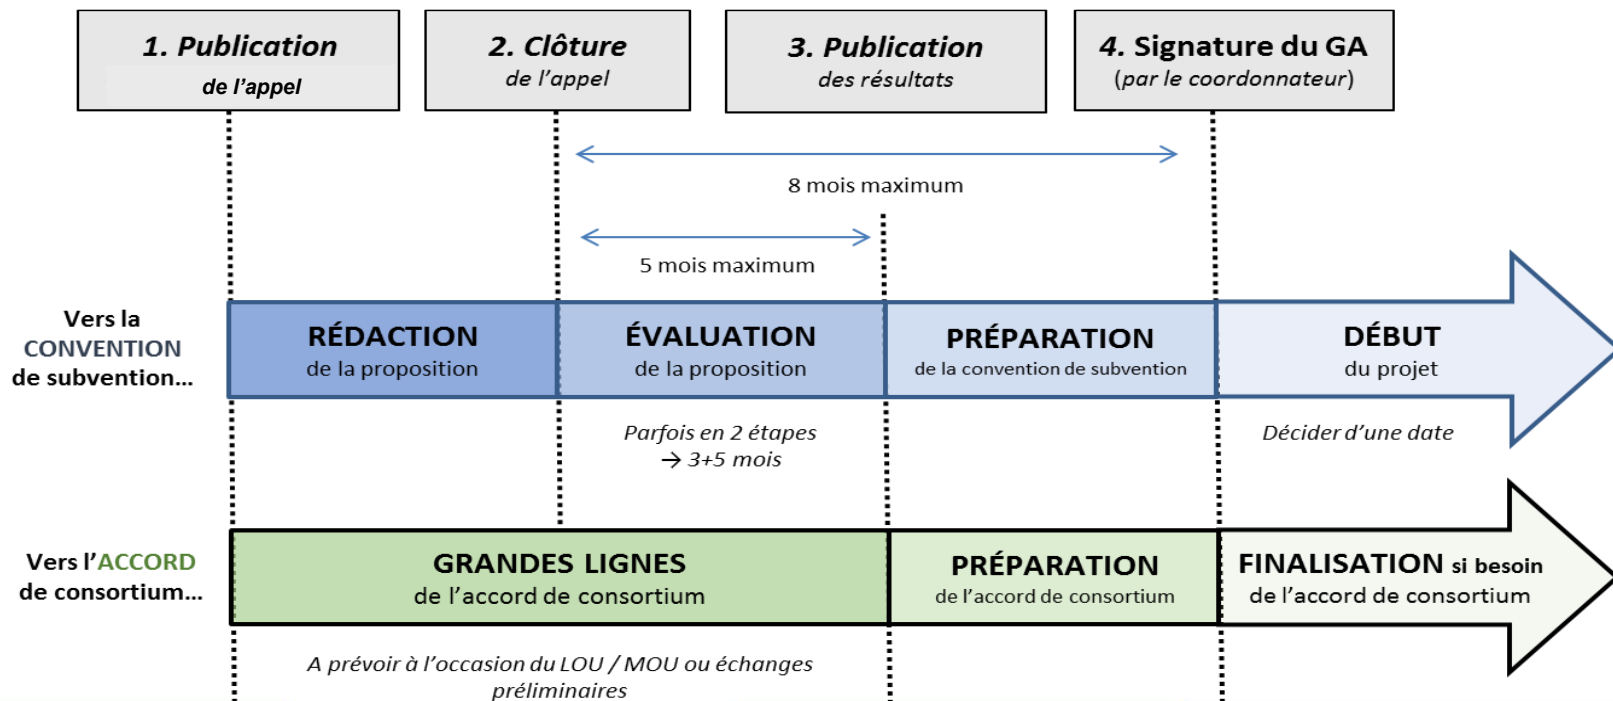 1. Publication
de l’appel
2. Clôture
de l’appel
3. Publication
des résultats
4. Signature du GA
(par le coordonnateur)
8 mois maximum
5 mois maximum
Vers la
CONVENTION
de subvention...
RÉDACTION
de la proposition
ÉVALUATION
de la proposition
PRÉPARATION
de la convention de subvention
DÉBUT
du projet
Parfois en 2 étapes
→ 3+5 mois
Décider d’une date
Vers l’ACCORD
de consortium...
GRANDES LIGNES
de l’accord de consortium
PRÉPARATION
de l’accord de consortium
FINALISATION si besoin
de l’accord de consortium
A prévoir à l’occasion du LOU / MOU ou échanges
préliminaires